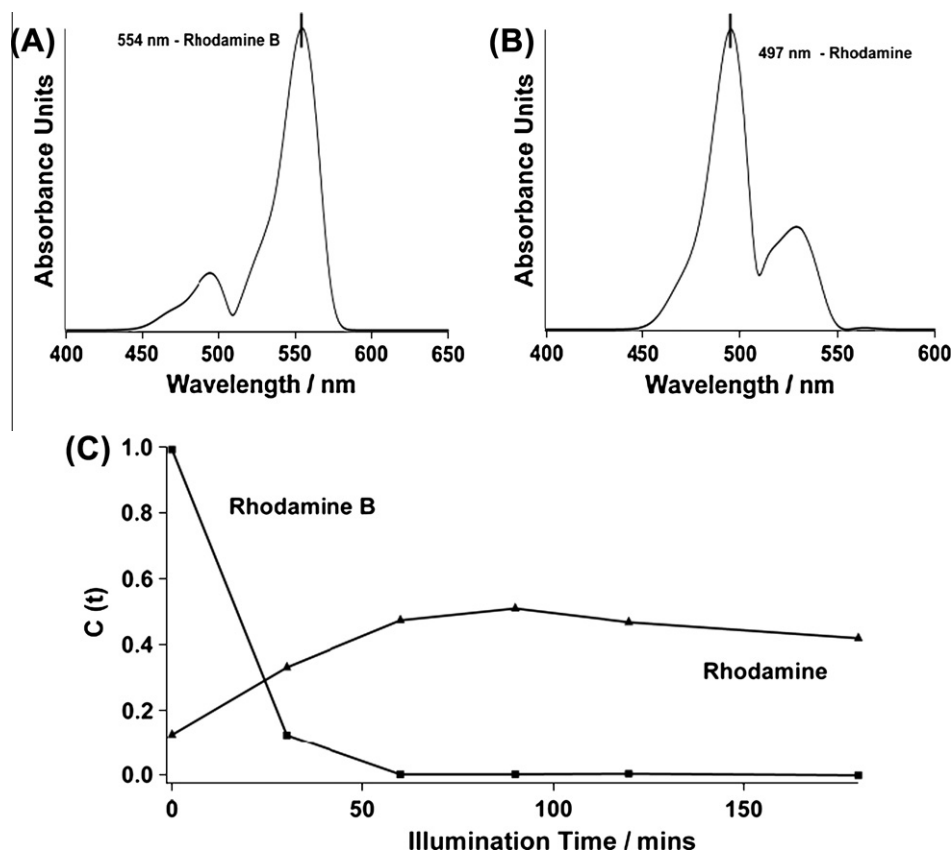 (A)
554 nm - Rhodamine B
Absorbance Units
400 450 500 550 600 650
Wavelength / nm
(B)
497 nm - Rhodamine
Absorbance Units
400 450 500 550 600
Wavelength / nm
(C)
1.0
0.8
0.6
0.4
0.2
0.0
C (t)
Rhodamine B
Rhodamine
0 50 100 150
Illumination Time / mins